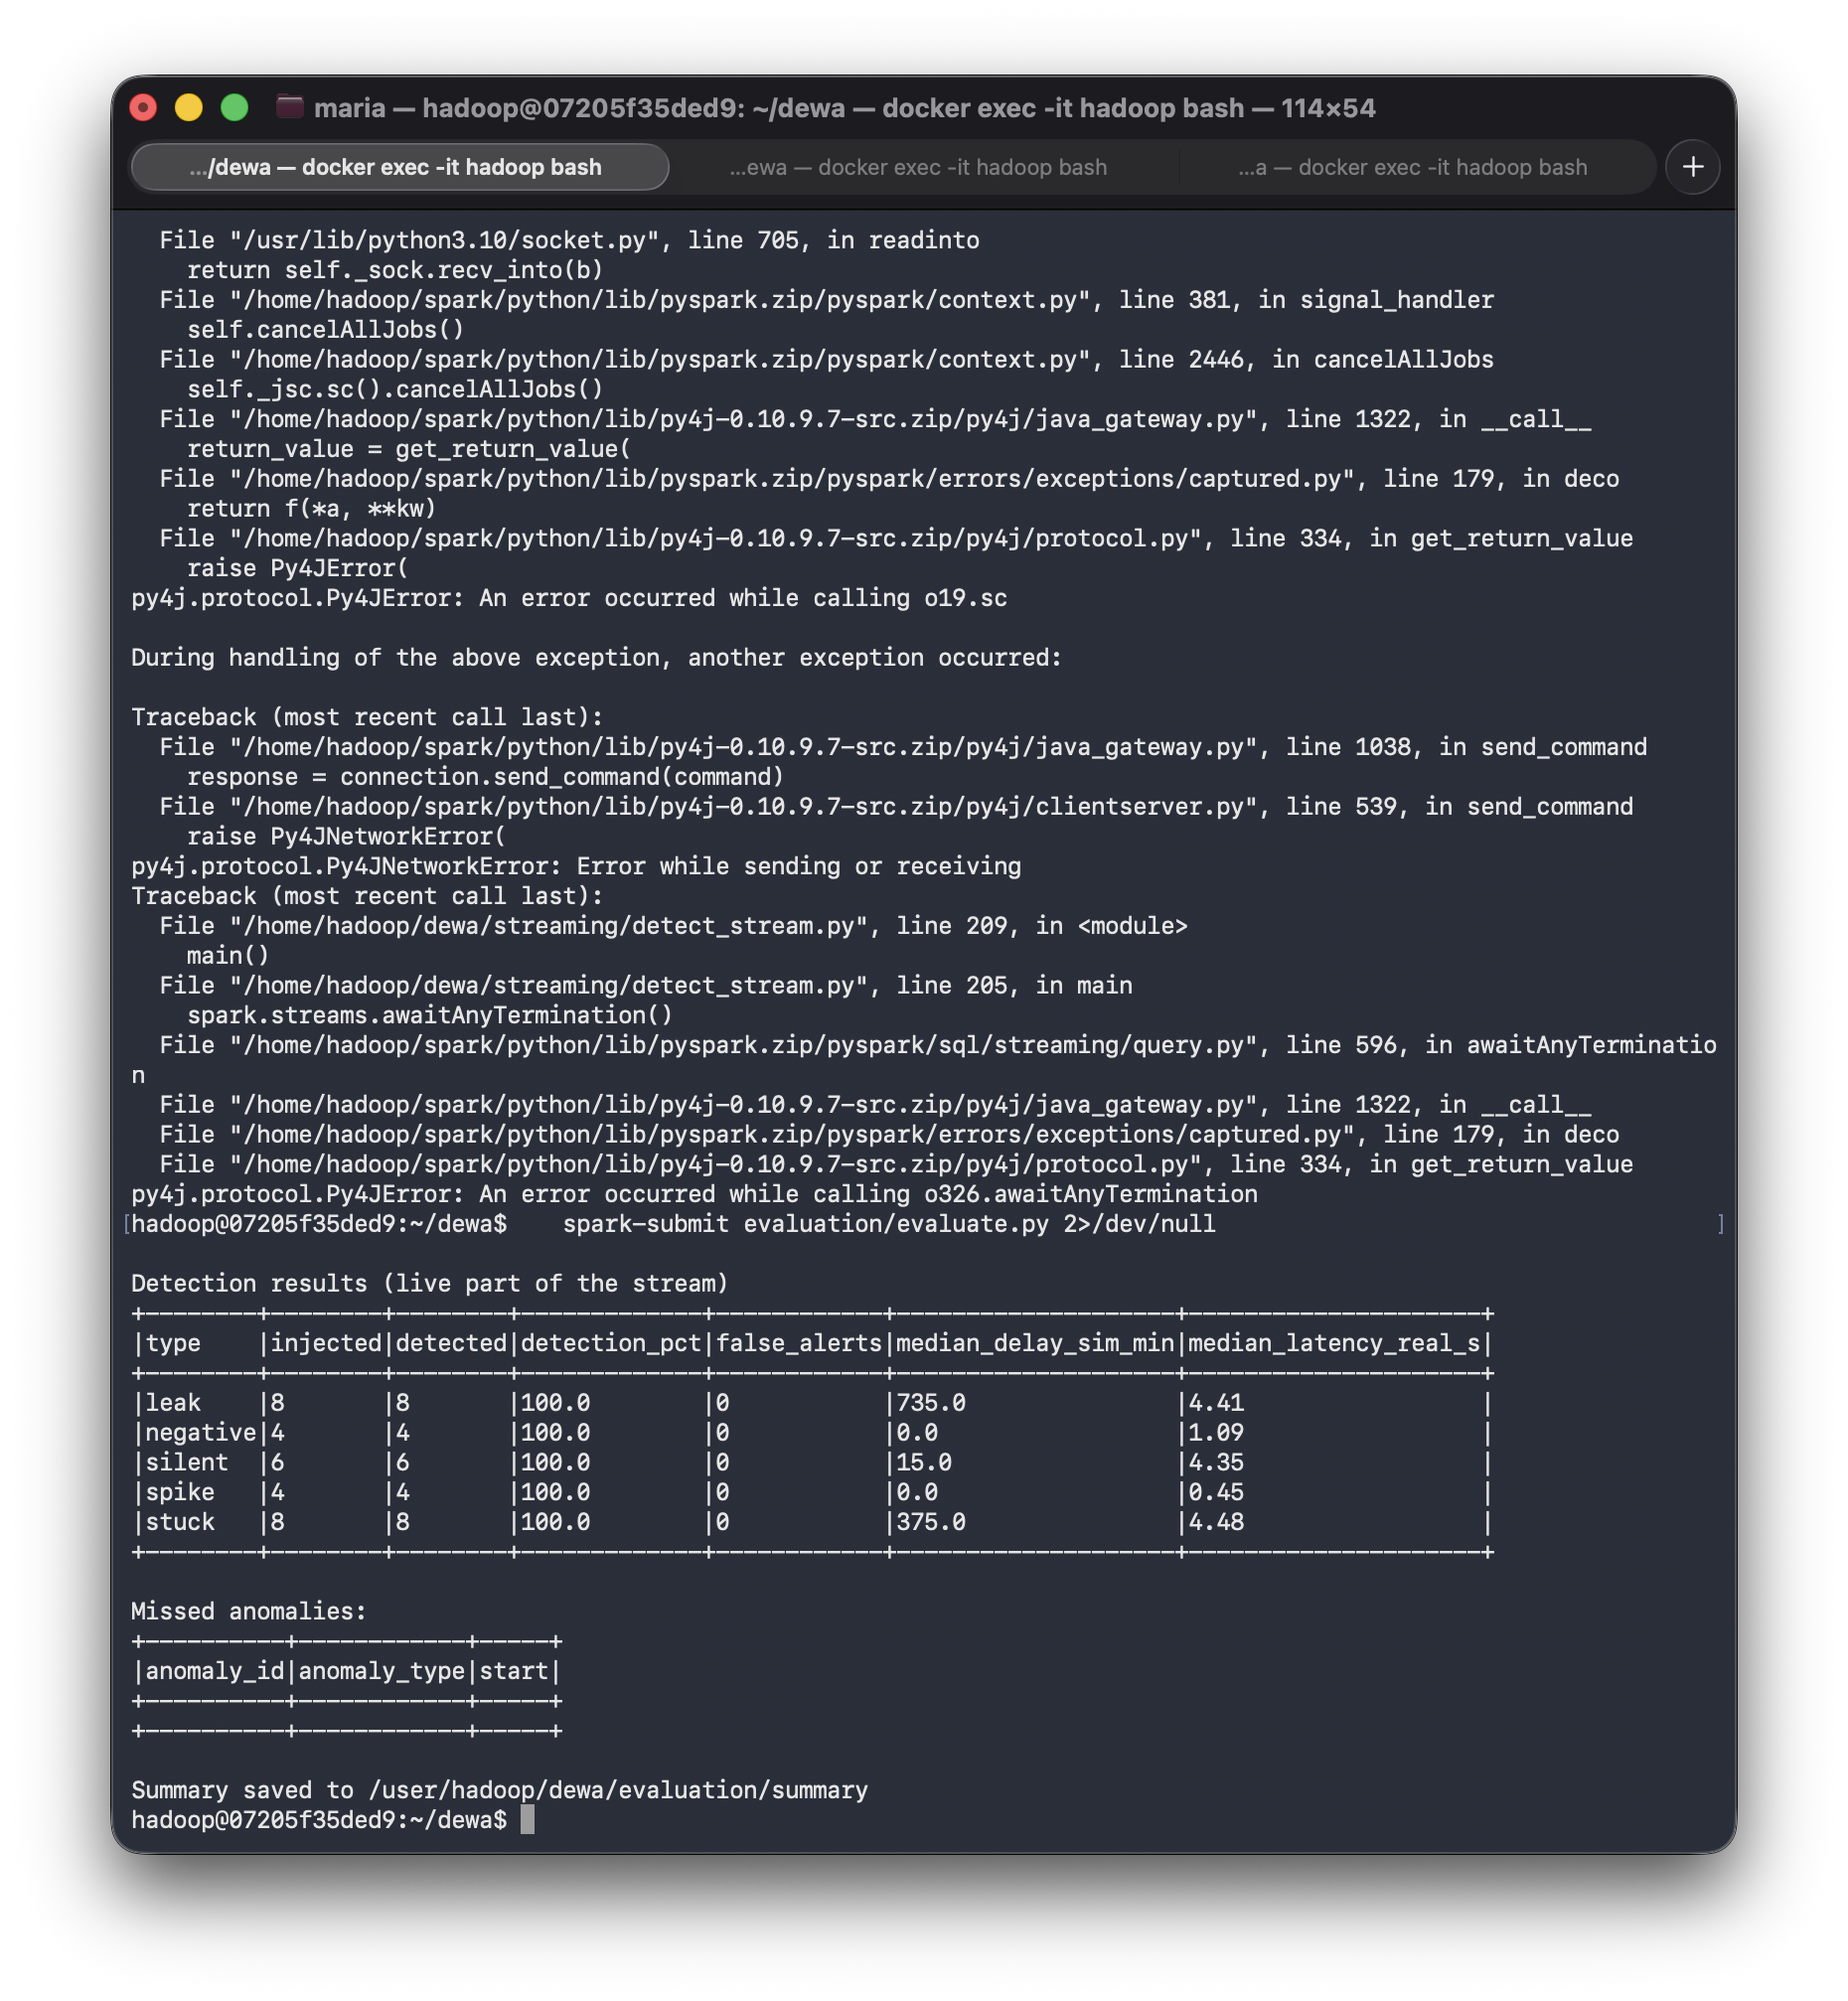 maria — hadoop@07205f35ded9: ~/dewa — docker exec -it hadoop bash — 114×54
.../dewa — docker exec -it hadoop bash
...ewa — docker exec -it hadoop bash
...a — docker exec -it hadoop bash
+
  File "/usr/lib/python3.10/socket.py", line 705, in readinto
    return self._sock.recv_into(b)
  File "/home/hadoop/spark/python/lib/pyspark.zip/pyspark/context.py", line 381, in signal_handler
    self.cancelAllJobs()
  File "/home/hadoop/spark/python/lib/pyspark.zip/pyspark/context.py", line 2446, in cancelAllJobs
    self._jsc.sc().cancelAllJobs()
  File "/home/hadoop/spark/python/lib/py4j-0.10.9.7-src.zip/py4j/java_gateway.py", line 1322, in __call__
    return_value = get_return_value(
  File "/home/hadoop/spark/python/lib/pyspark.zip/pyspark/errors/exceptions/captured.py", line 179, in deco
    return f(*a, **kw)
  File "/home/hadoop/spark/python/lib/py4j-0.10.9.7-src.zip/py4j/protocol.py", line 334, in get_return_value
    raise Py4JError(
py4j.protocol.Py4JError: An error occurred while calling o19.sc

During handling of the above exception, another exception occurred:

Traceback (most recent call last):
  File "/home/hadoop/spark/python/lib/py4j-0.10.9.7-src.zip/py4j/java_gateway.py", line 1038, in send_command
    response = connection.send_command(command)
  File "/home/hadoop/spark/python/lib/py4j-0.10.9.7-src.zip/py4j/clientserver.py", line 539, in send_command
    raise Py4JNetworkError(
py4j.protocol.Py4JNetworkError: Error while sending or receiving
Traceback (most recent call last):
  File "/home/hadoop/dewa/streaming/detect_stream.py", line 209, in <module>
    main()
  File "/home/hadoop/dewa/streaming/detect_stream.py", line 205, in main
    spark.streams.awaitAnyTermination()
  File "/home/hadoop/spark/python/lib/pyspark.zip/pyspark/sql/streaming/query.py", line 596, in awaitAnyTerminatio
n
  File "/home/hadoop/spark/python/lib/py4j-0.10.9.7-src.zip/py4j/java_gateway.py", line 1322, in __call__
  File "/home/hadoop/spark/python/lib/pyspark.zip/pyspark/errors/exceptions/captured.py", line 179, in deco
  File "/home/hadoop/spark/python/lib/py4j-0.10.9.7-src.zip/py4j/protocol.py", line 334, in get_return_value
py4j.protocol.Py4JError: An error occurred while calling o326.awaitAnyTermination
[hadoop@07205f35ded9:~/dewa$    spark-submit evaluation/evaluate.py 2>/dev/null                                    ]

Detection results (live part of the stream)
+--------+--------+--------+-------------+------------+--------------------+---------------------+
|type    |injected|detected|detection_pct|false_alerts|median_delay_sim_min|median_latency_real_s|
+--------+--------+--------+-------------+------------+--------------------+---------------------+
|leak    |8       |8       |100.0        |0           |735.0               |4.41                 |
|negative|4       |4       |100.0        |0           |0.0                 |1.09                 |
|silent  |6       |6       |100.0        |0           |15.0                |4.35                 |
|spike   |4       |4       |100.0        |0           |0.0                 |0.45                 |
|stuck   |8       |8       |100.0        |0           |375.0               |4.48                 |
+--------+--------+--------+-------------+------------+--------------------+---------------------+

Missed anomalies:
+----------+------------+-----+
|anomaly_id|anomaly_type|start|
+----------+------------+-----+
+----------+------------+-----+

Summary saved to /user/hadoop/dewa/evaluation/summary
hadoop@07205f35ded9:~/dewa$